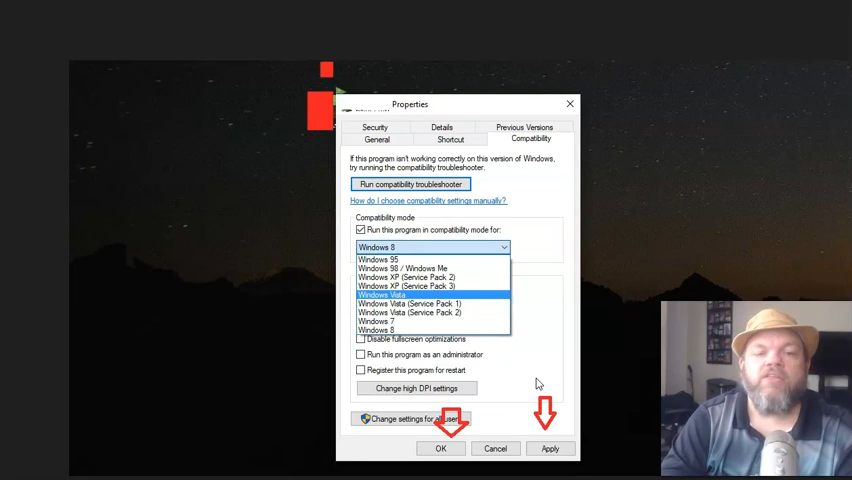 Properties
Security Details Previous Versions
General Shortcut Compatibility
If this program isn't working correctly on this version of Windows,
try running the compatibility troubleshooter.
Run compatibility troubleshooter
How do I choose compatibility settings manually?
Compatibility mode
Run this program in compatibility mode for:
Windows 8
Windows 95
Windows 98 / Windows Me
Windows XP (Service Pack 2)
Windows XP (Service Pack 3)
Windows Vista
Windows Vista (Service Pack 1)
Windows Vista (Service Pack 2)
Windows 7
Windows 8
Disable fullscreen optimizations
Run this program as an administrator
Register this program for restart
Change high DPI settings
Change settings for all users
OK Cancel Apply